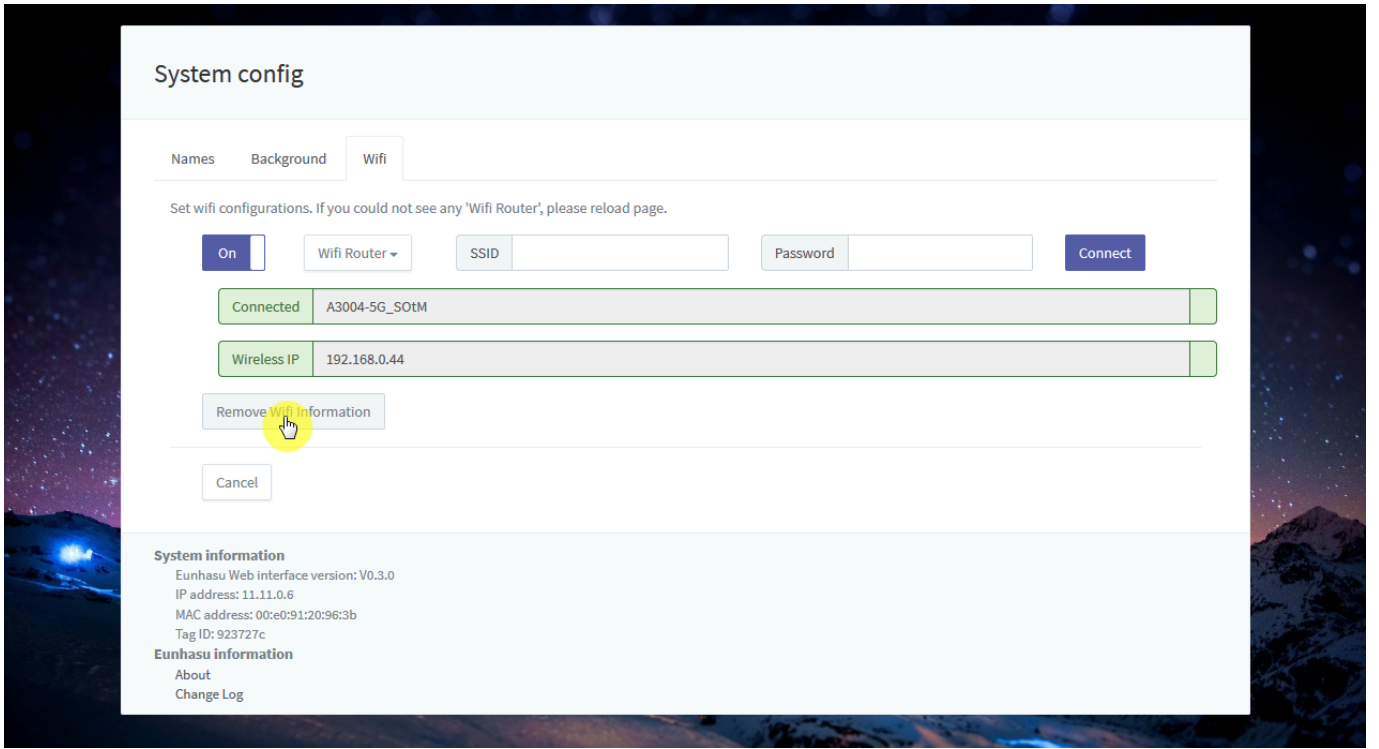 System config
Names Background Wifi
Set wifi configurations. If you could not see any 'Wifi Router', please reload page.
On Wifi Router SSID Password Connect
Connected A3004-5G_SOtM
Wireless IP 192.168.0.44
Remove Wifi Information
Cancel
System information
Eunhasu Web interface version: V0.3.0
IP address: 11.11.0.6
MAC address: 00:e0:91:20:96:3b
Tag ID: 923727c
Eunhasu information
About
Change Log